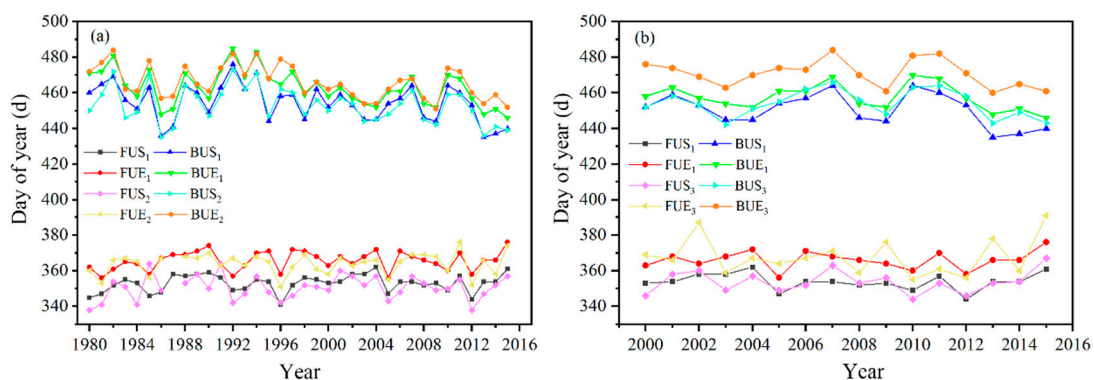 (a)
500
480
460
440
420
400
380
360
340
Day of year (d)
FUS₁ BUS₁
FUE₁ BUE₁
FUS₂ BUS₂
FUE₂ BUE₂
1980 1984 1988 1992 1996 2000 2004 2008 2012 2016
Year
(b)
500
480
460
440
420
400
380
360
340
Day of year (d)
FUS₁ BUS₁
FUE₁ BUE₁
FUS₃ BUS₃
FUE₃ BUE₃
2000 2002 2004 2006 2008 2010 2012 2014 2016
Year